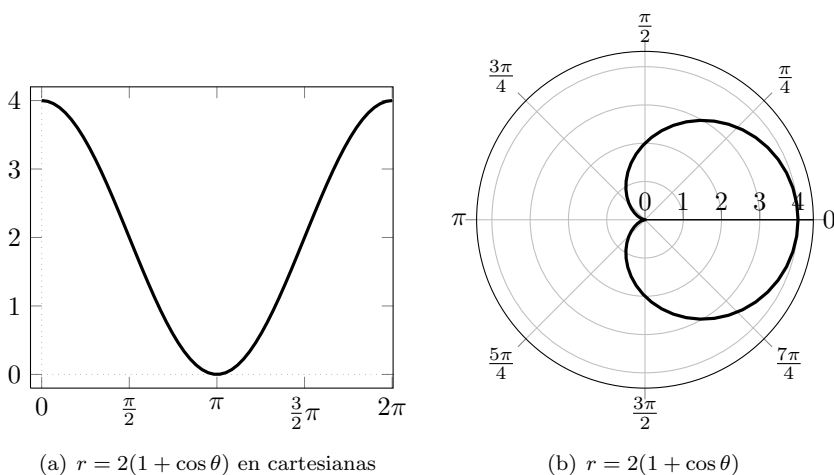 4
3
2
1
0
0 π/2 π 3/2 π 2π
(a) r = 2(1 + cos θ) en cartesianas
π/2
3π/4 π/4
0 1 2 3 4
π 0
5π/4 7π/4
3π/2
(b) r = 2(1 + cos θ)